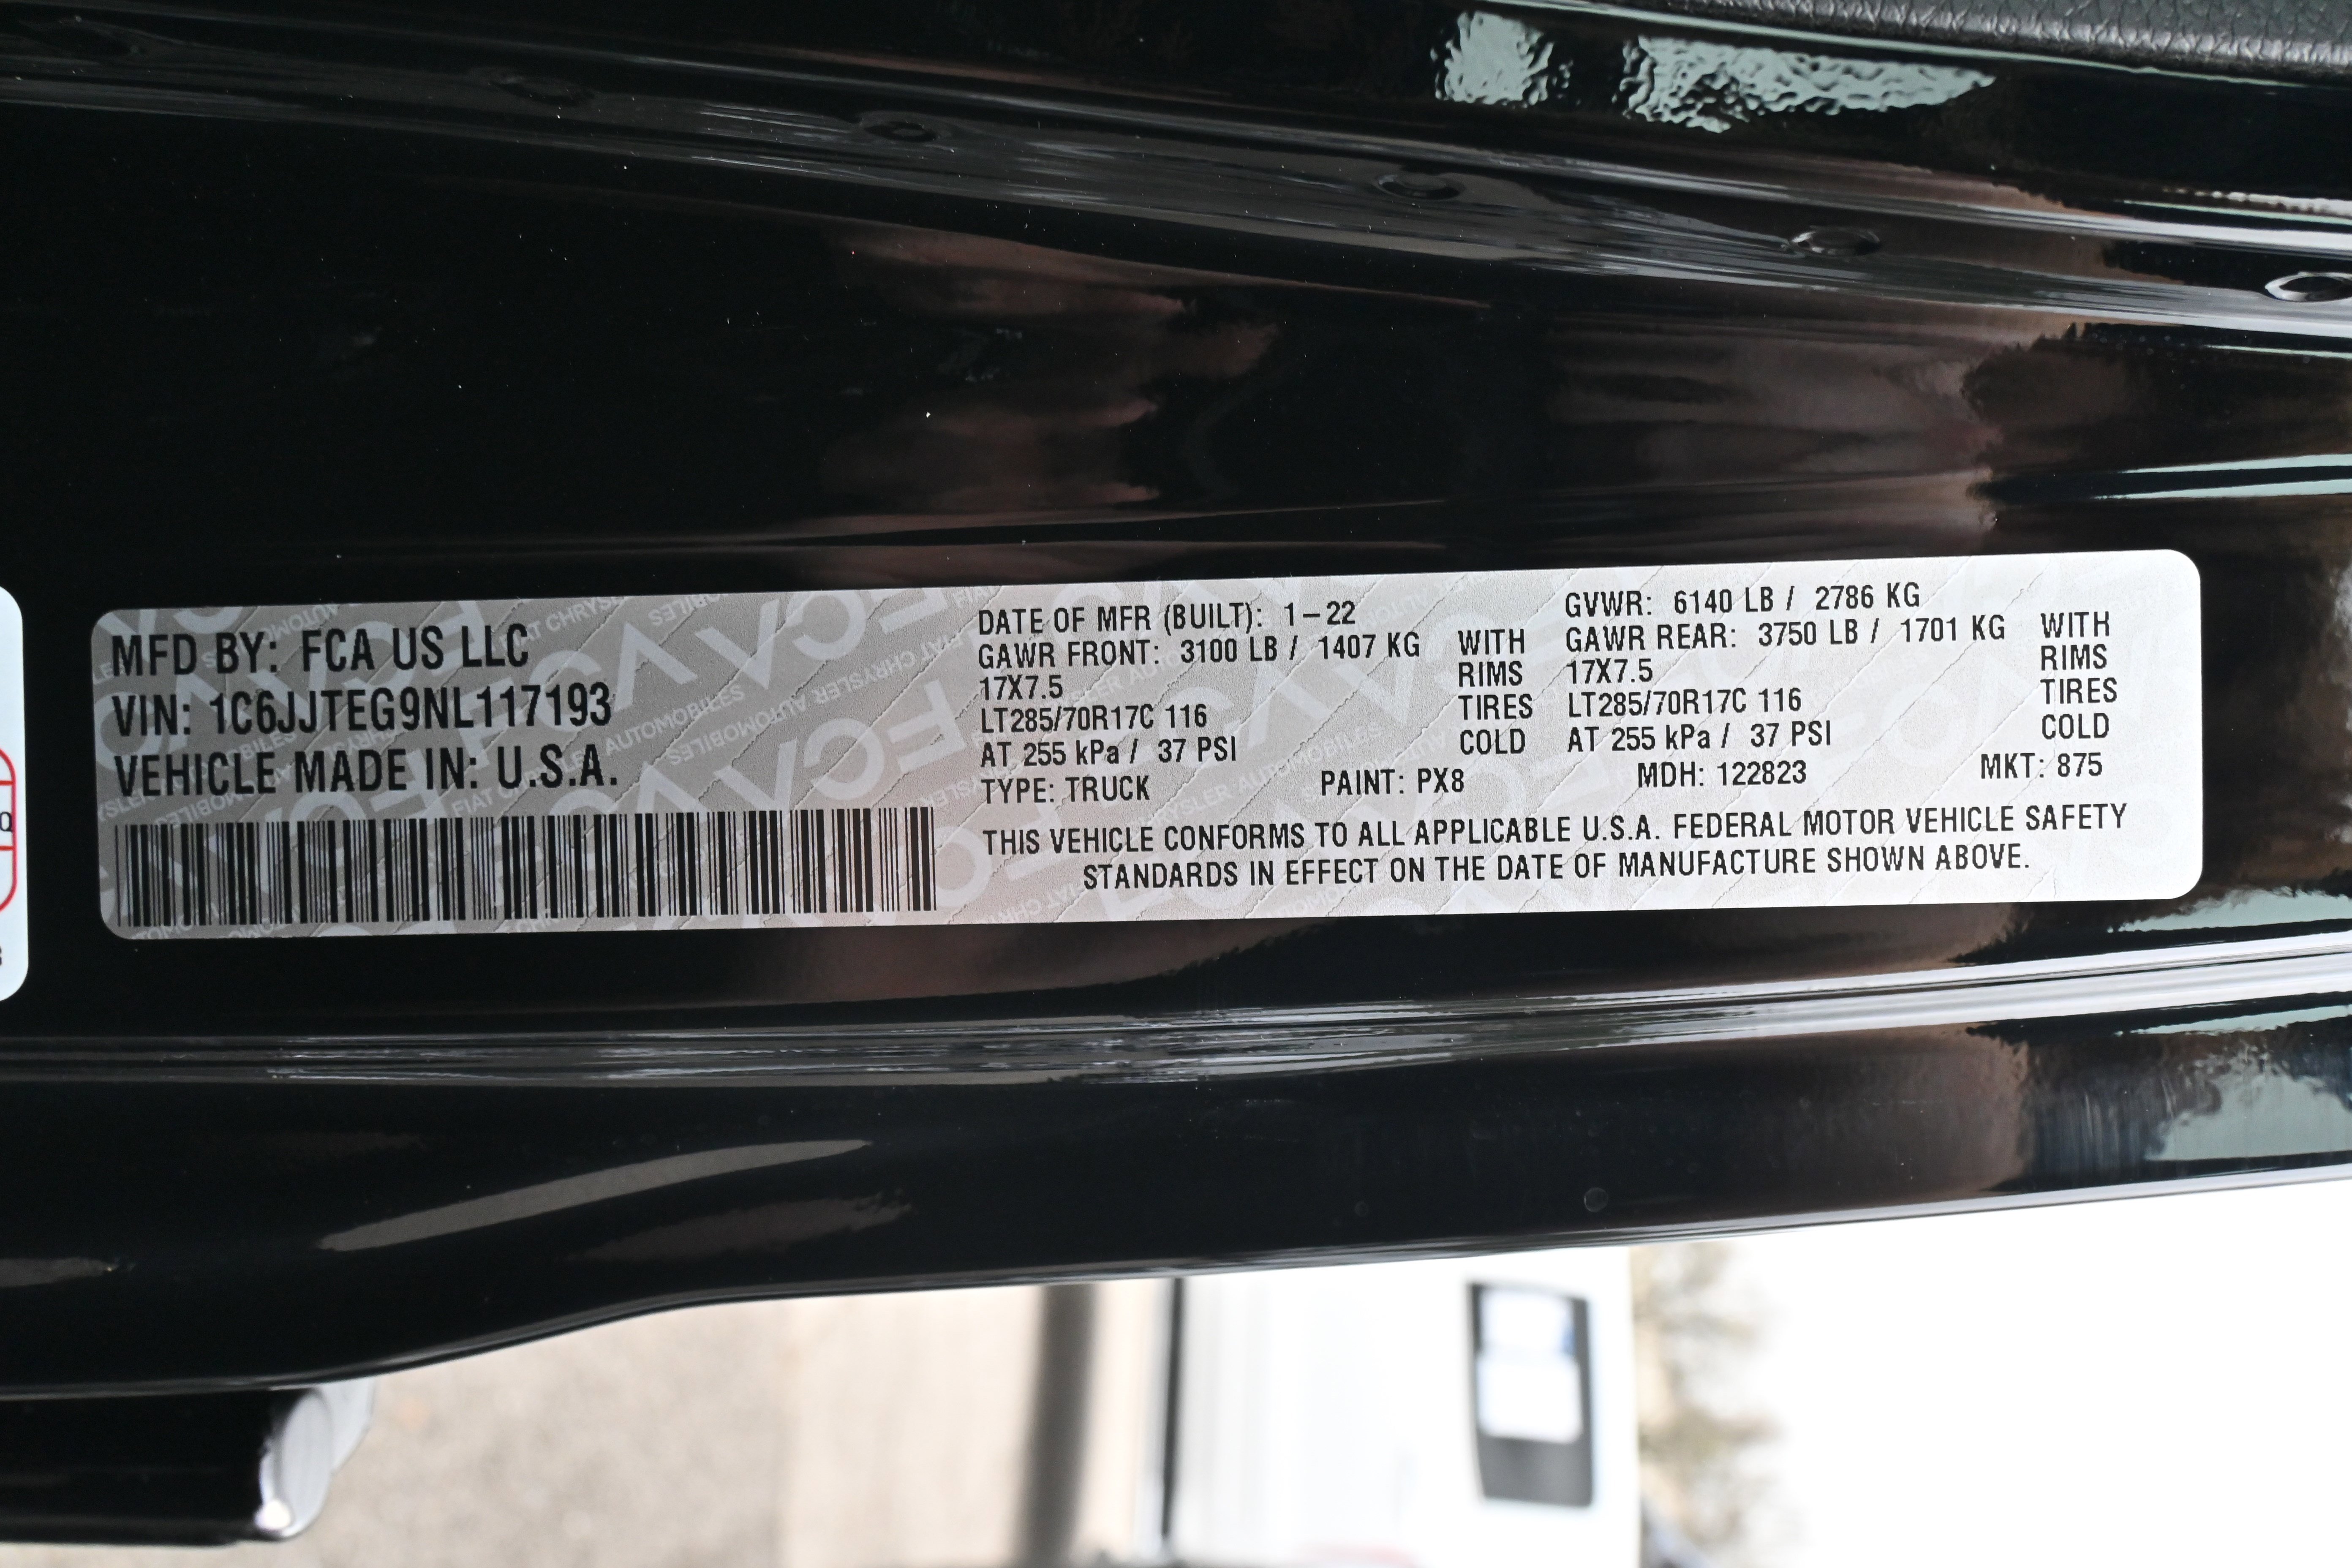 MFD BY: FCA US LLC
VIN: 1C6JJTEG9NL117193
VEHICLE MADE IN: U.S.A.
DATE OF MFR (BUILT): 1-22
GAWR FRONT: 3100 LB / 1407 KG WITH
17X7.5 RIMS
LT285/70R17C 116 TIRES
AT 255 kPa / 37 PSI COLD
GVWR: 6140 LB / 2786 KG
GAWR REAR: 3750 LB / 1701 KG WITH
17X7.5 RIMS
LT285/70R17C 116 TIRES
AT 255 kPa / 37 PSI COLD
TYPE: TRUCK PAINT: PX8 MDH: 122823 MKT: 875
THIS VEHICLE CONFORMS TO ALL APPLICABLE U.S.A. FEDERAL MOTOR VEHICLE SAFETY
STANDARDS IN EFFECT ON THE DATE OF MANUFACTURE SHOWN ABOVE.